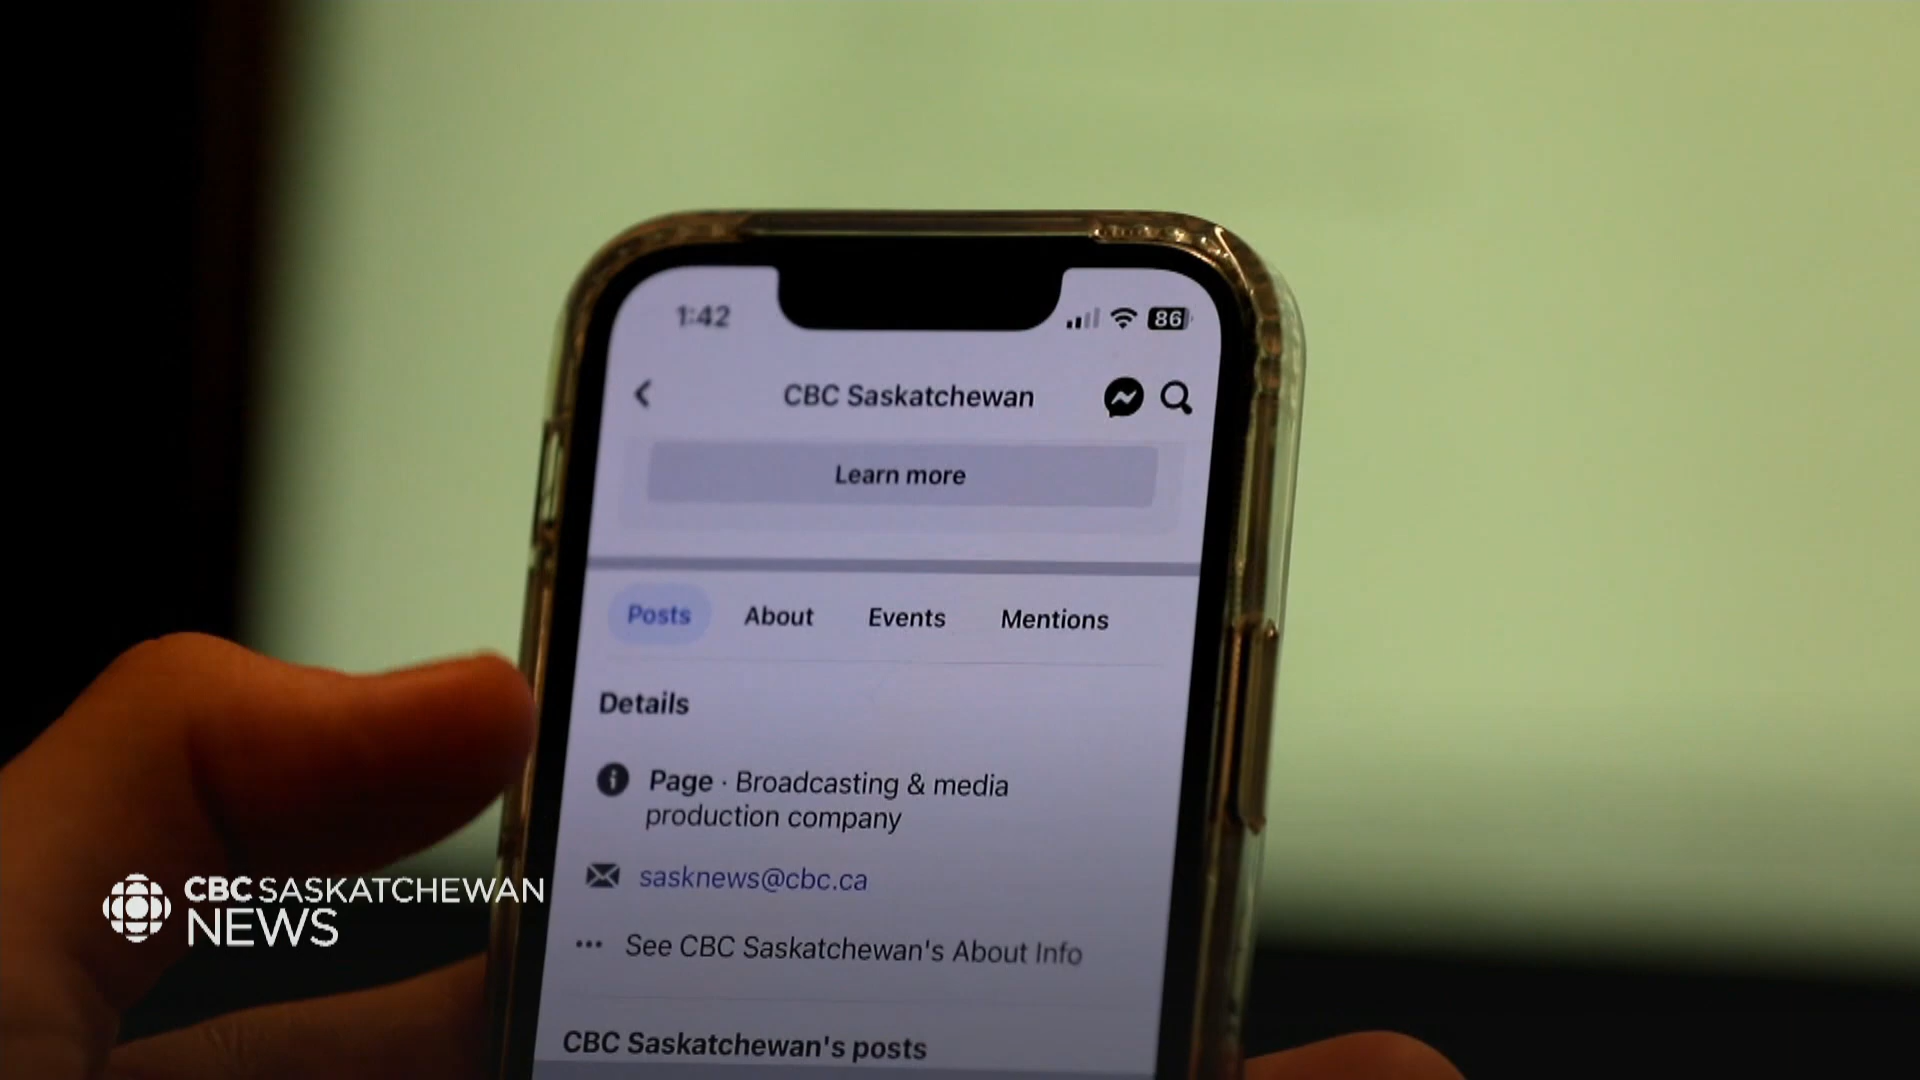 1:42
86
CBC Saskatchewan
Learn more
Posts About Events Mentions
Details
Page · Broadcasting & media
production company
sasknews@cbc.ca
See CBC Saskatchewan's About Info
CBC Saskatchewan's posts
CBC SASKATCHEWAN
NEWS